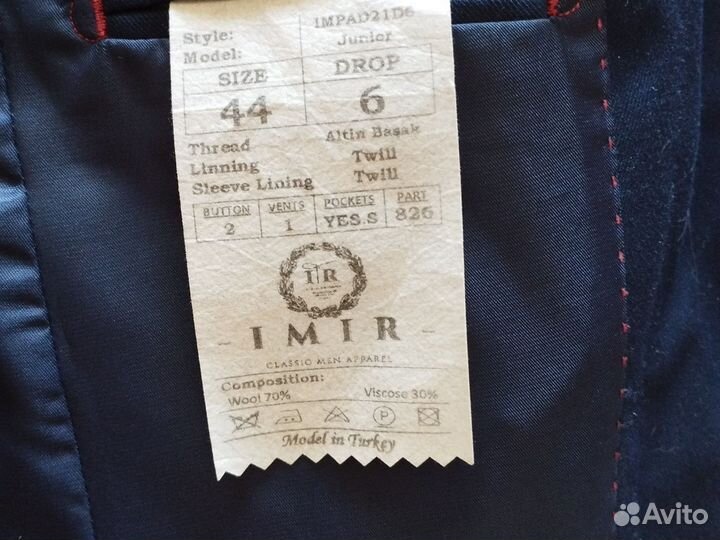 Style: IMPAD21D6
Model: Junior
SIZE DROP
44 6
Thread Altin Basak
Linning Twill
Sleeve Lining Twill
BUTTON VENTS POCKETS PART
2 1 YES.S 826
I R
IMIR
CLASSIC MEN APPAREL
Composition:
Wool 70% Viscose 30%
P
Model in Turkey
Avito